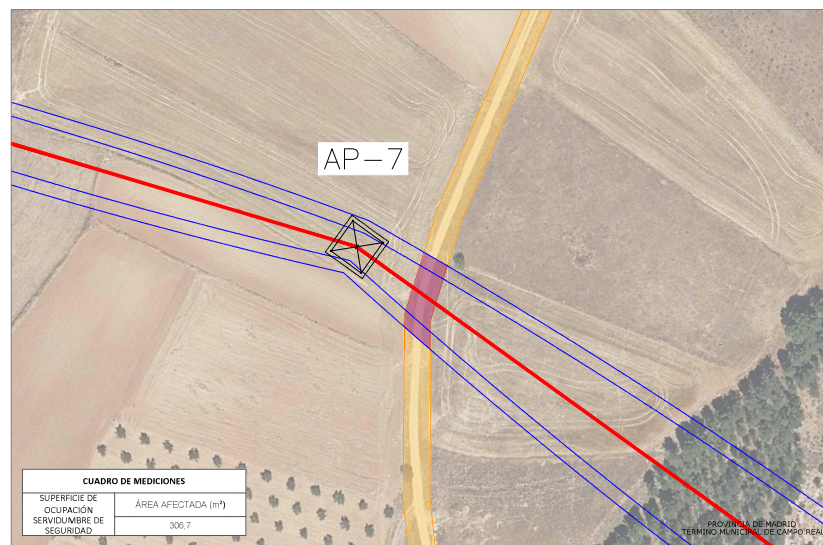 AP-7
CUADRO DE MEDICIONES
SUPERFICIE DE
OCUPACIÓN
SERVIDUMBRE DE
SEGURIDAD
ÁREA AFECTADA (m²)
306,7
PROVINCIA DE MADRID
TÉRMINO MUNICIPAL DE CAMPO REAL